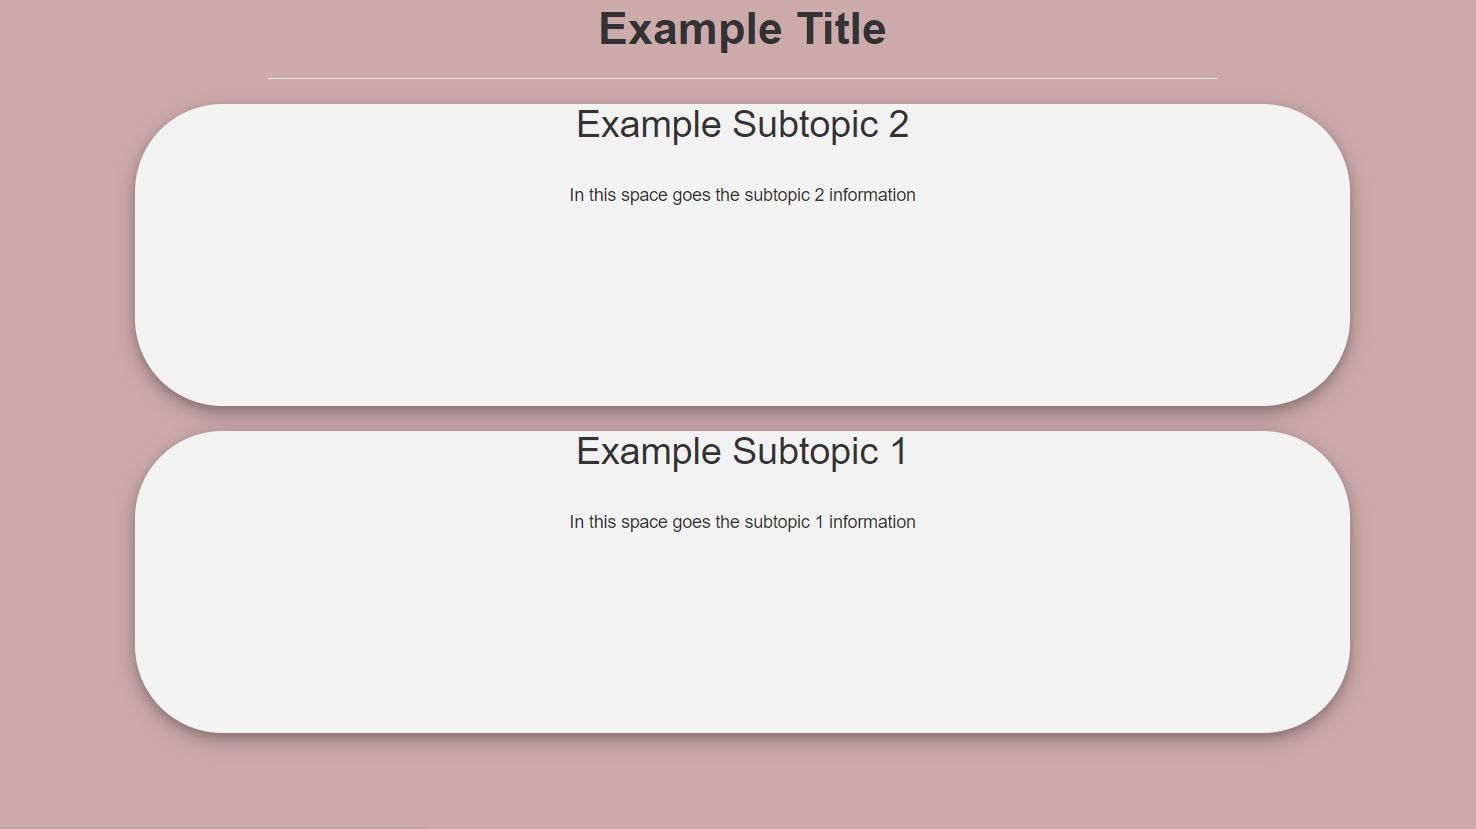 Example Title
Example Subtopic 2
In this space goes the subtopic 2 information
Example Subtopic 1
In this space goes the subtopic 1 information